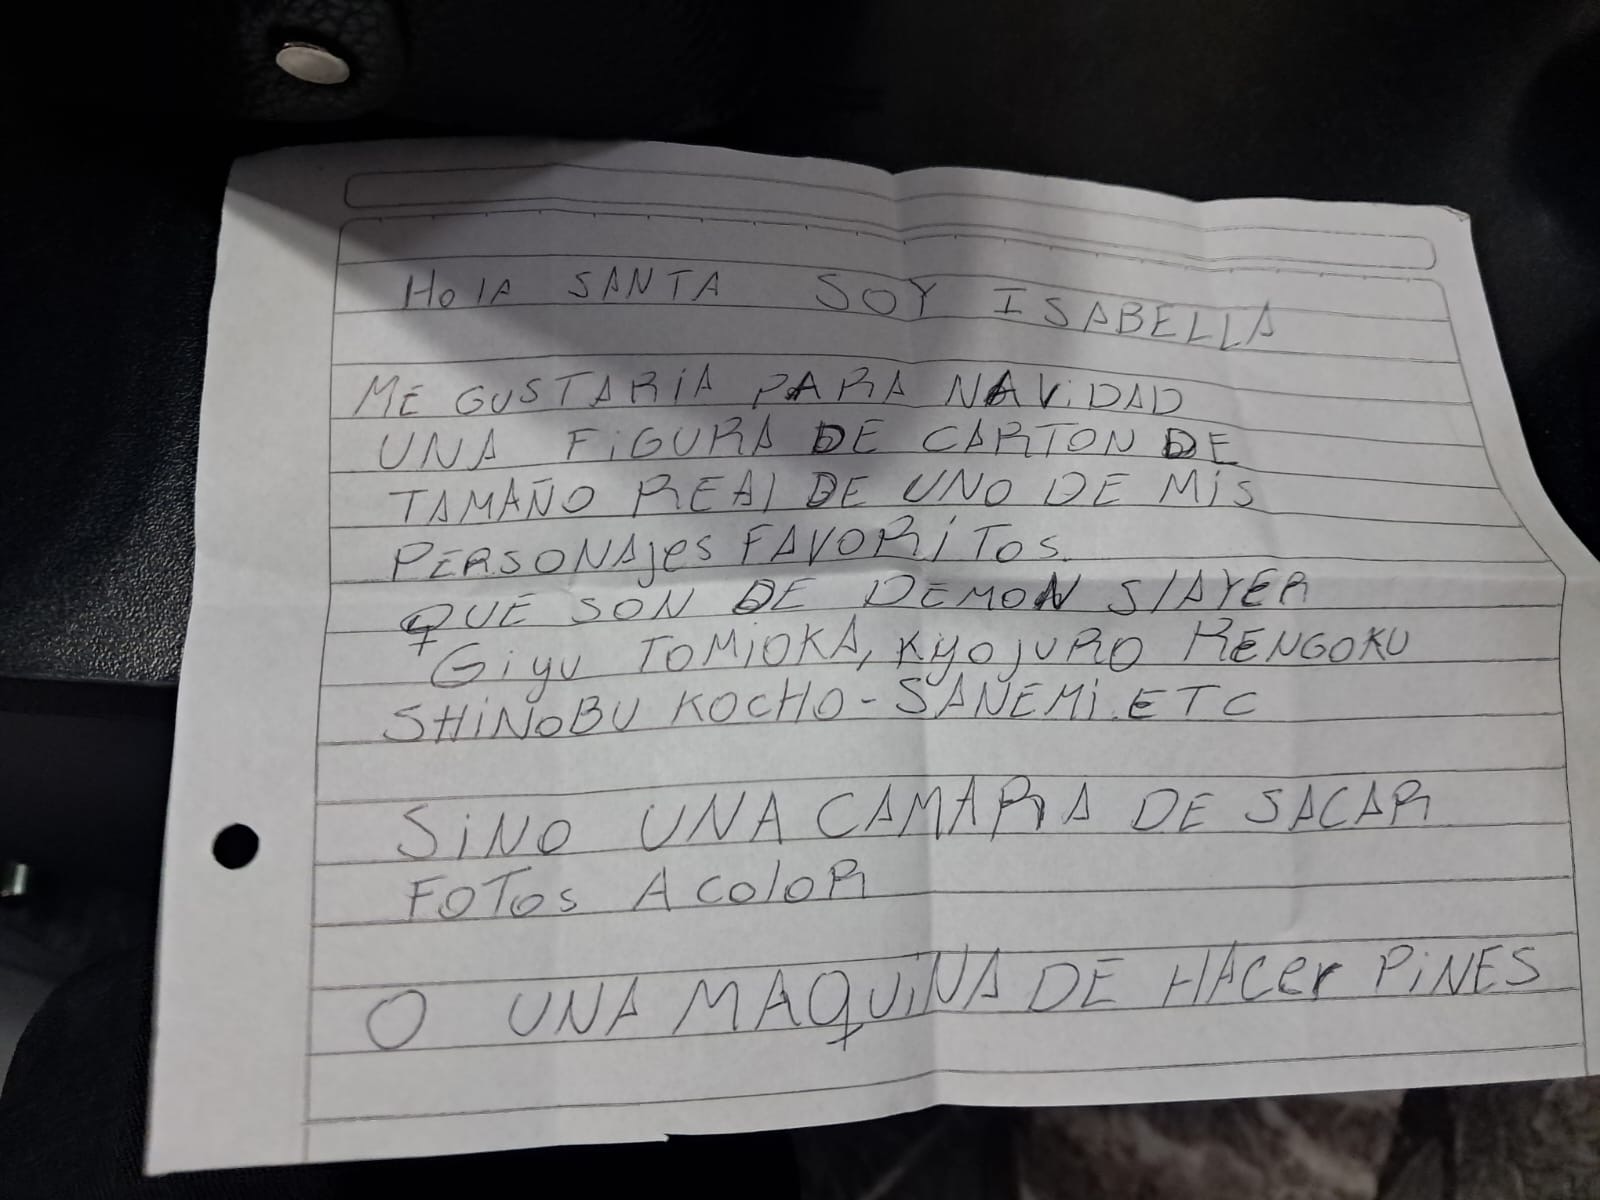 HOLA SANTA SOY ISABELLA
ME GUSTARIA PARA NAVIDAD
UNA FIGURA DE CARTON DE
TAMAÑO REAL DE UNO DE MIS
PERSONAJES FAVORITOS
QUE SON DE DEMON SLAYER
GIYU TOMIOKA, KYOJURO RENGOKU
SHINOBU KOCHO - SANEMI. ETC
SINO UNA CAMARA DE SACAR
FOTOS A COLOR
O UNA MAQUINA DE HACER PINES